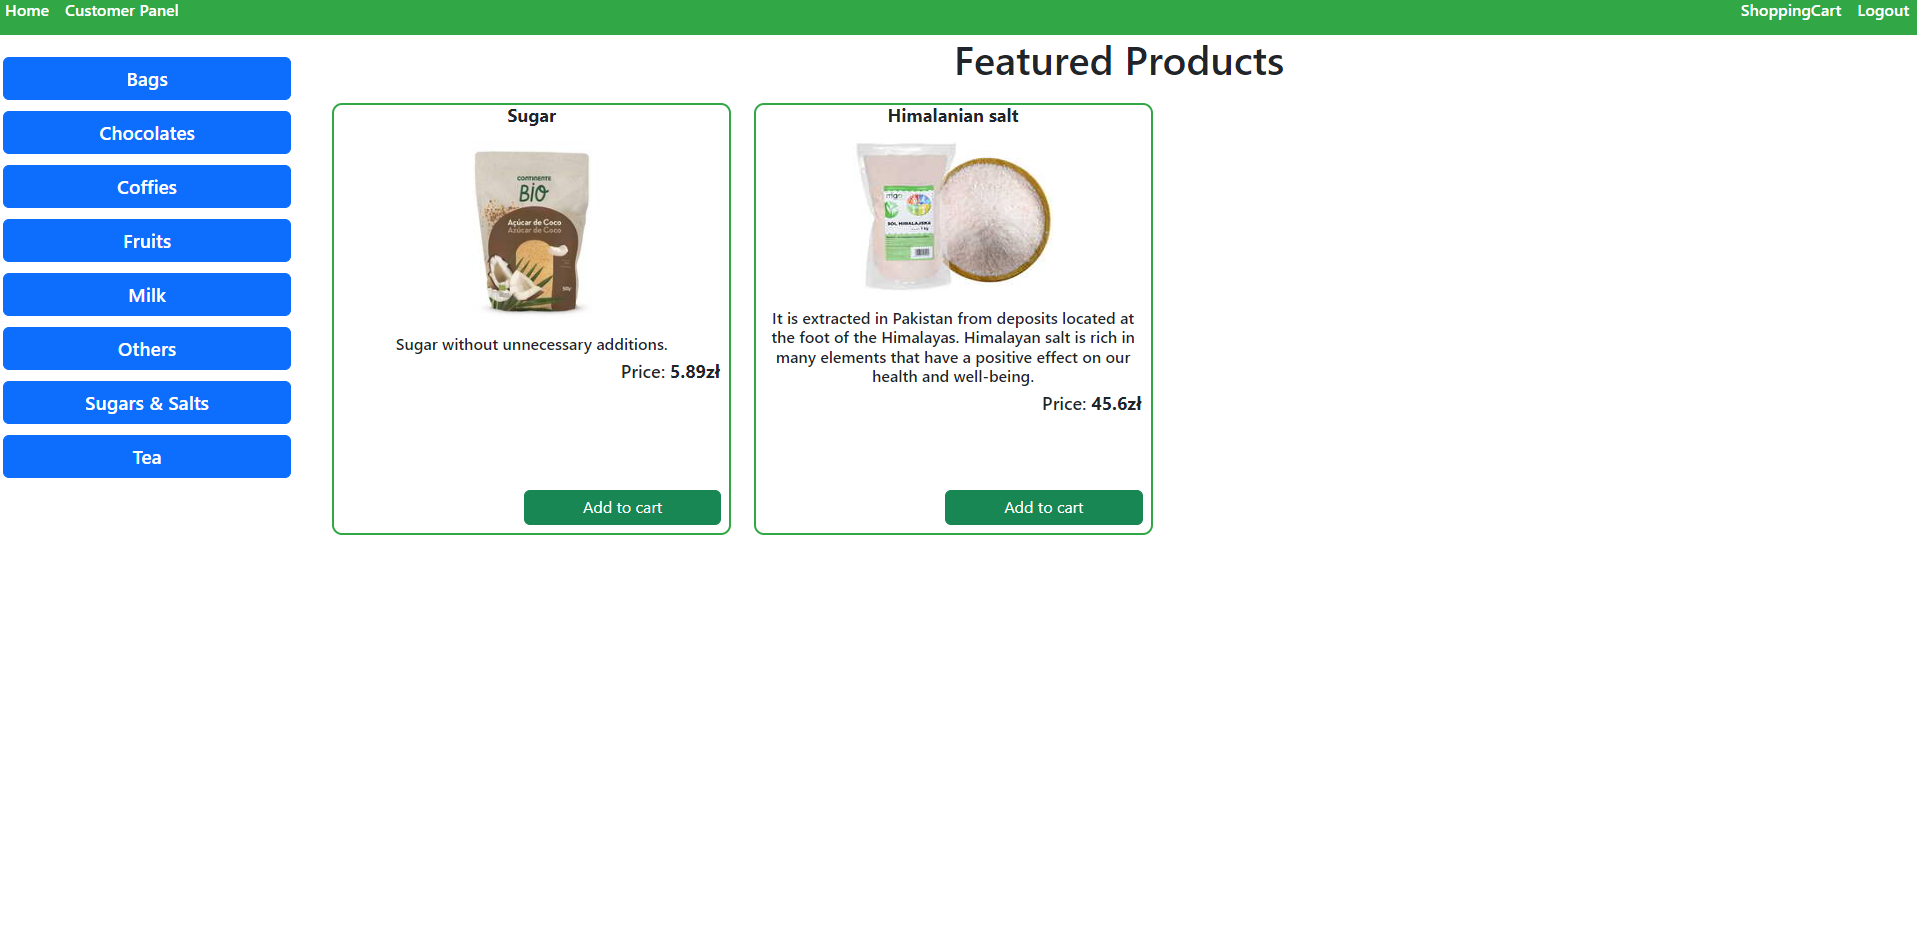 Home Customer Panel ShoppingCart Logout
Featured Products
Bags
Chocolates
Coffies
Fruits
Milk
Others
Sugars & Salts
Tea
Sugar
CONTINENTE
BIO
Açúcar de Coco
Azúcar de Coco
Sugar without unnecessary additions.
Price: 5.89zł
Add to cart
Himalanian salt
SÓL HIMALAJSKA
It is extracted in Pakistan from deposits located at
the foot of the Himalayas. Himalayan salt is rich in
many elements that have a positive effect on our
health and well-being.
Price: 45.6zł
Add to cart